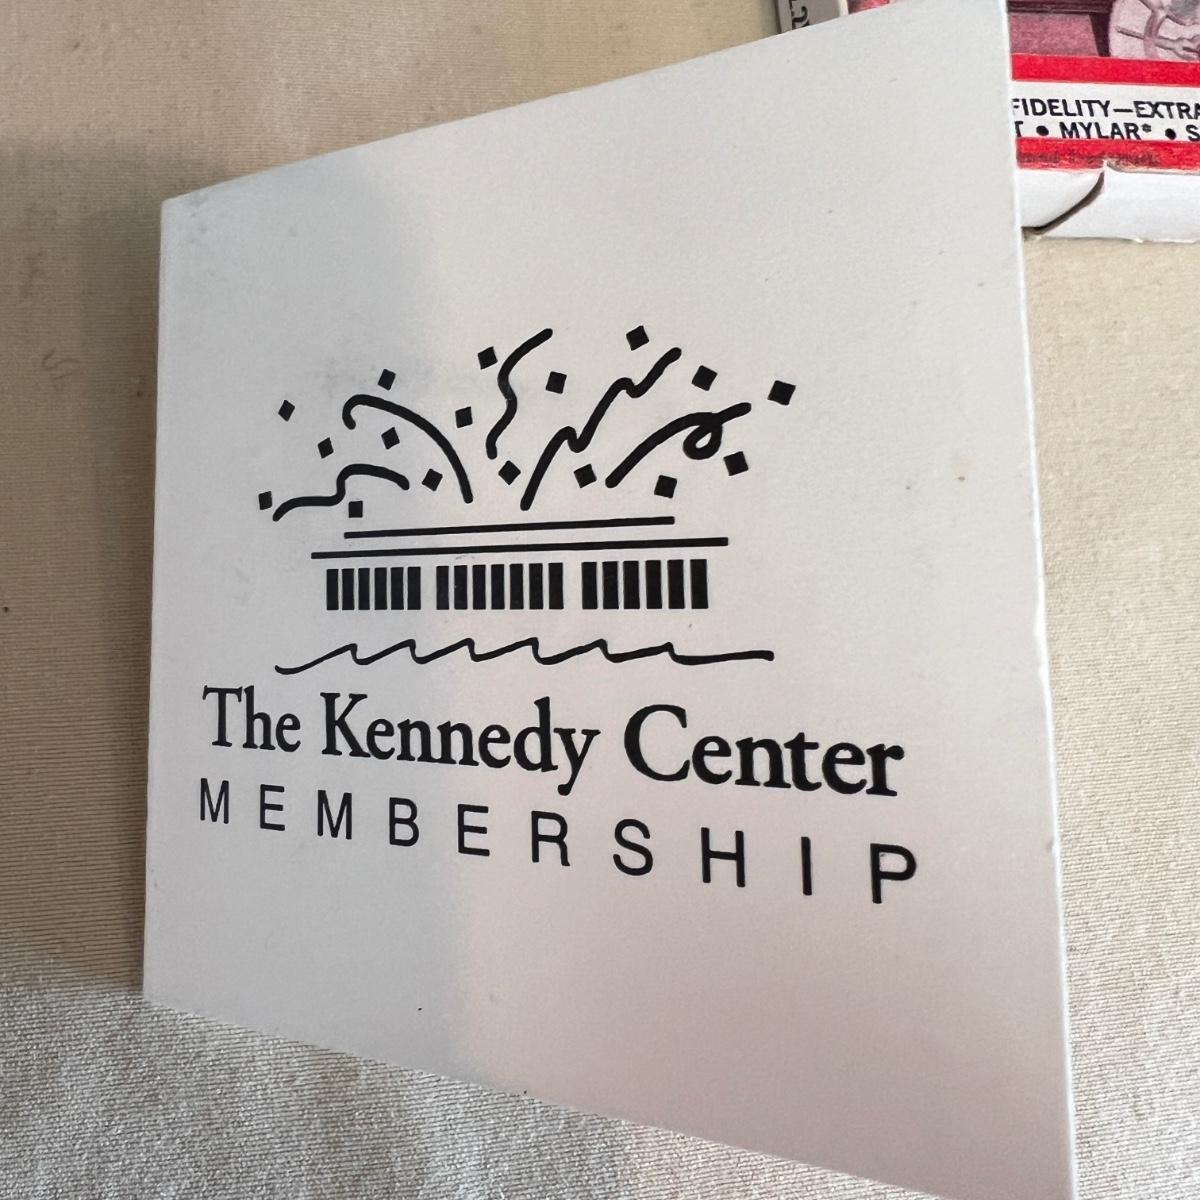 FIDELITY—EXTRA
T • MYLAR* • S
The Kennedy Center
MEMBERSHIP